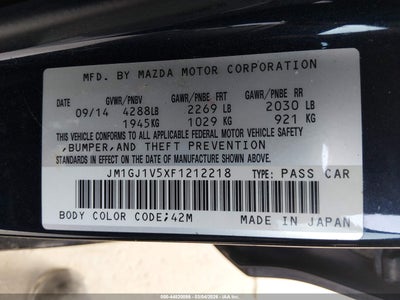 MFD. BY MAZDA MOTOR CORPORATION
GVWR/PNBV GAWR/PNBE FRT GAWR/PNBE RR
09/14 4288LB 2269 LB 2030 LB
1945KG 1029 KG 921 KG
THIS VEHICLE CONFORMS TO ALL APPLICABLE FEDERAL MOTOR VEHICLE SAFETY
,BUMPER,AND THEFT PREVENTION
STANDARDS IN EFFECT ON THE DATE OF MANUFACTURE SHOWN ABOVE.
JM1GJ1V5XF1212218 TYPE: PASS CAR
BODY COLOR CODE;42M MADE IN JAPAN